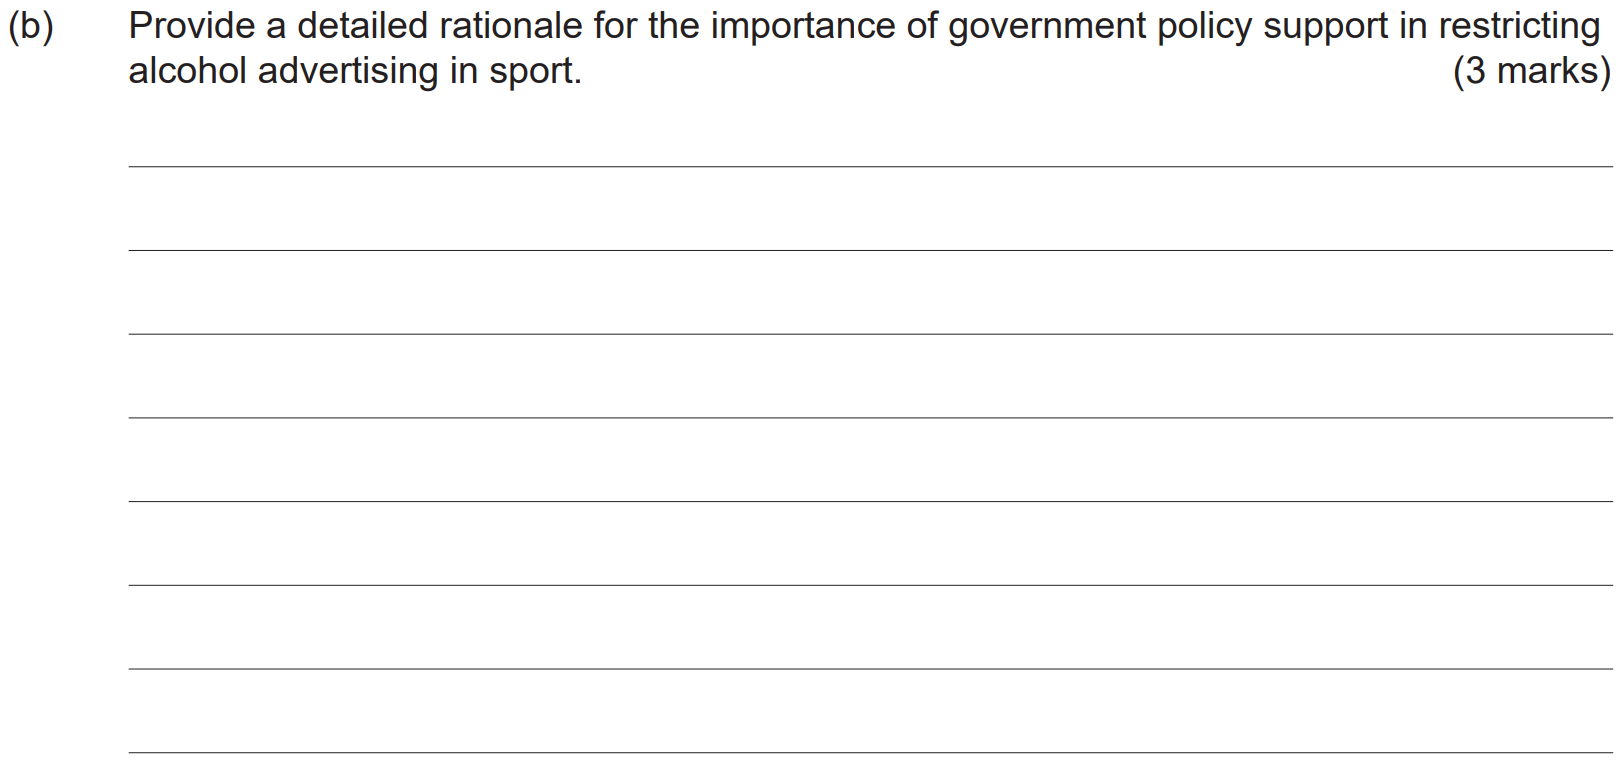 (b) Provide a detailed rationale for the importance of government policy support in restricting
alcohol advertising in sport. (3 marks)